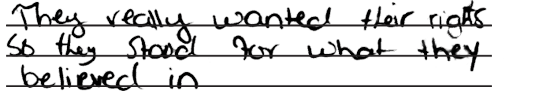 They really wanted their rights
So they stood for what they
believed in